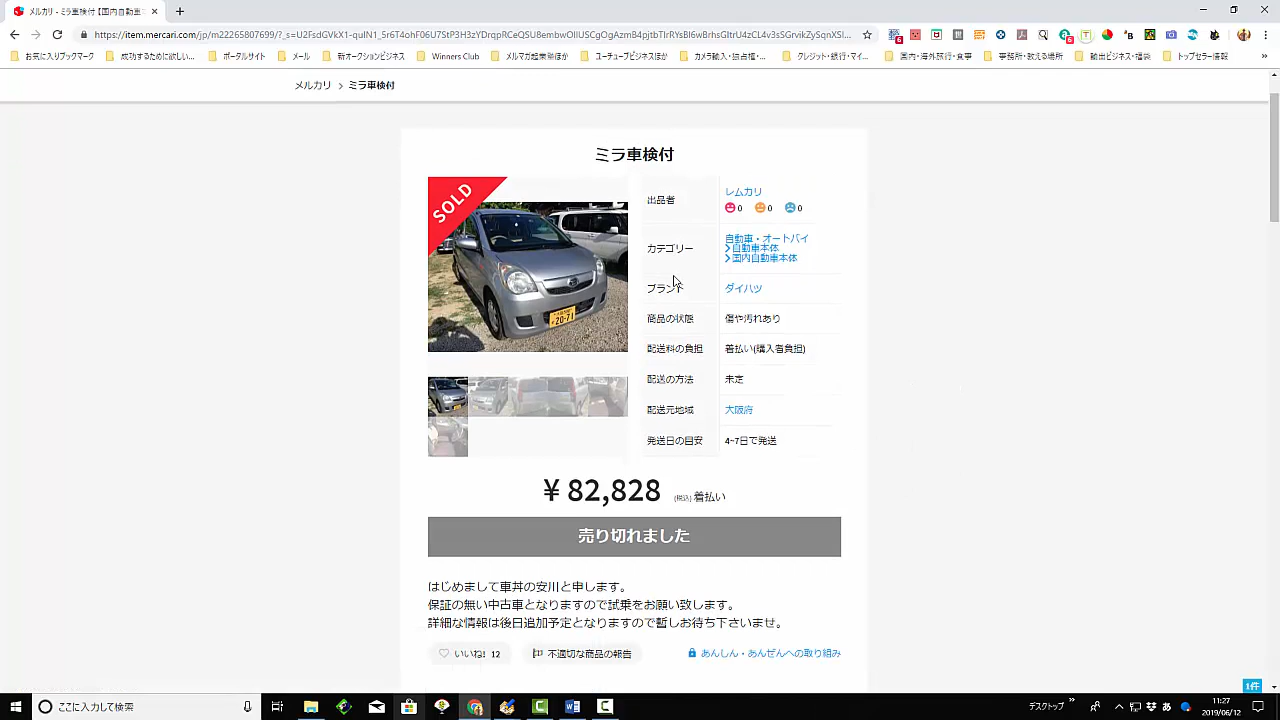 メルカリ - ミラ車検付【国内自動車
https://item.mercari.com/jp/m22265807699/
お気に入りブックマーク
成功するために欲しい...
ポータルサイト
メール
新オークションビジネス
Winners Club
メルマガ起業塾ほか
ユーチューブビジネスほか
カメラ輸入・独占権・...
クレジット・銀行・マイ...
国内・海外旅行・食事
事務所・教える場所
輸出ビジネス・福袋
トップセラー情報
メルカリ > ミラ車検付
ミラ車検付
SOLD
20-71
出品者
レムカリ
0 0 0
カテゴリー
自動車・オートバイ
自動車本体
国内自動車本体
ブランド
ダイハツ
商品の状態
傷や汚れあり
配送料の負担
着払い(購入者負担)
配送の方法
未定
配送元地域
大阪府
発送日の目安
4~7日で発送
¥ 82,828 (税込) 着払い
売り切れました
はじめまして車丼の安川と申します。
保証の無い中古車となりますので試乗をお願い致します。
詳細な情報は後日追加予定となりますので暫しお待ち下さいませ。
いいね! 12
不適切な商品の報告
あんしん・あんぜんへの取り組み
1件
ここに入力して検索
デスクトップ
11:27
2019/06/12